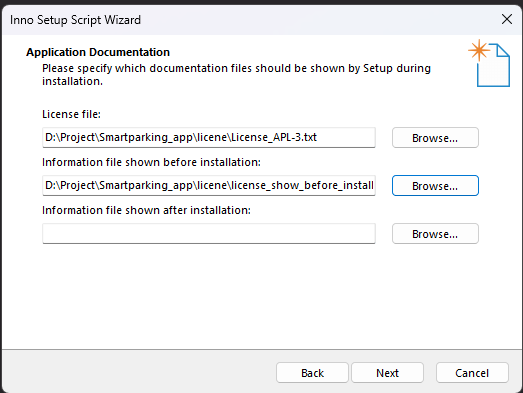 Inno Setup Script Wizard
Application Documentation
Please specify which documentation files should be shown by Setup during
installation.
License file:
D:\Project\Smartparking_app\licene\License_APL-3.txt
Browse...
Information file shown before installation:
D:\Project\Smartparking_app\licene\license_show_before_install
Browse...
Information file shown after installation:
Browse...
Back
Next
Cancel